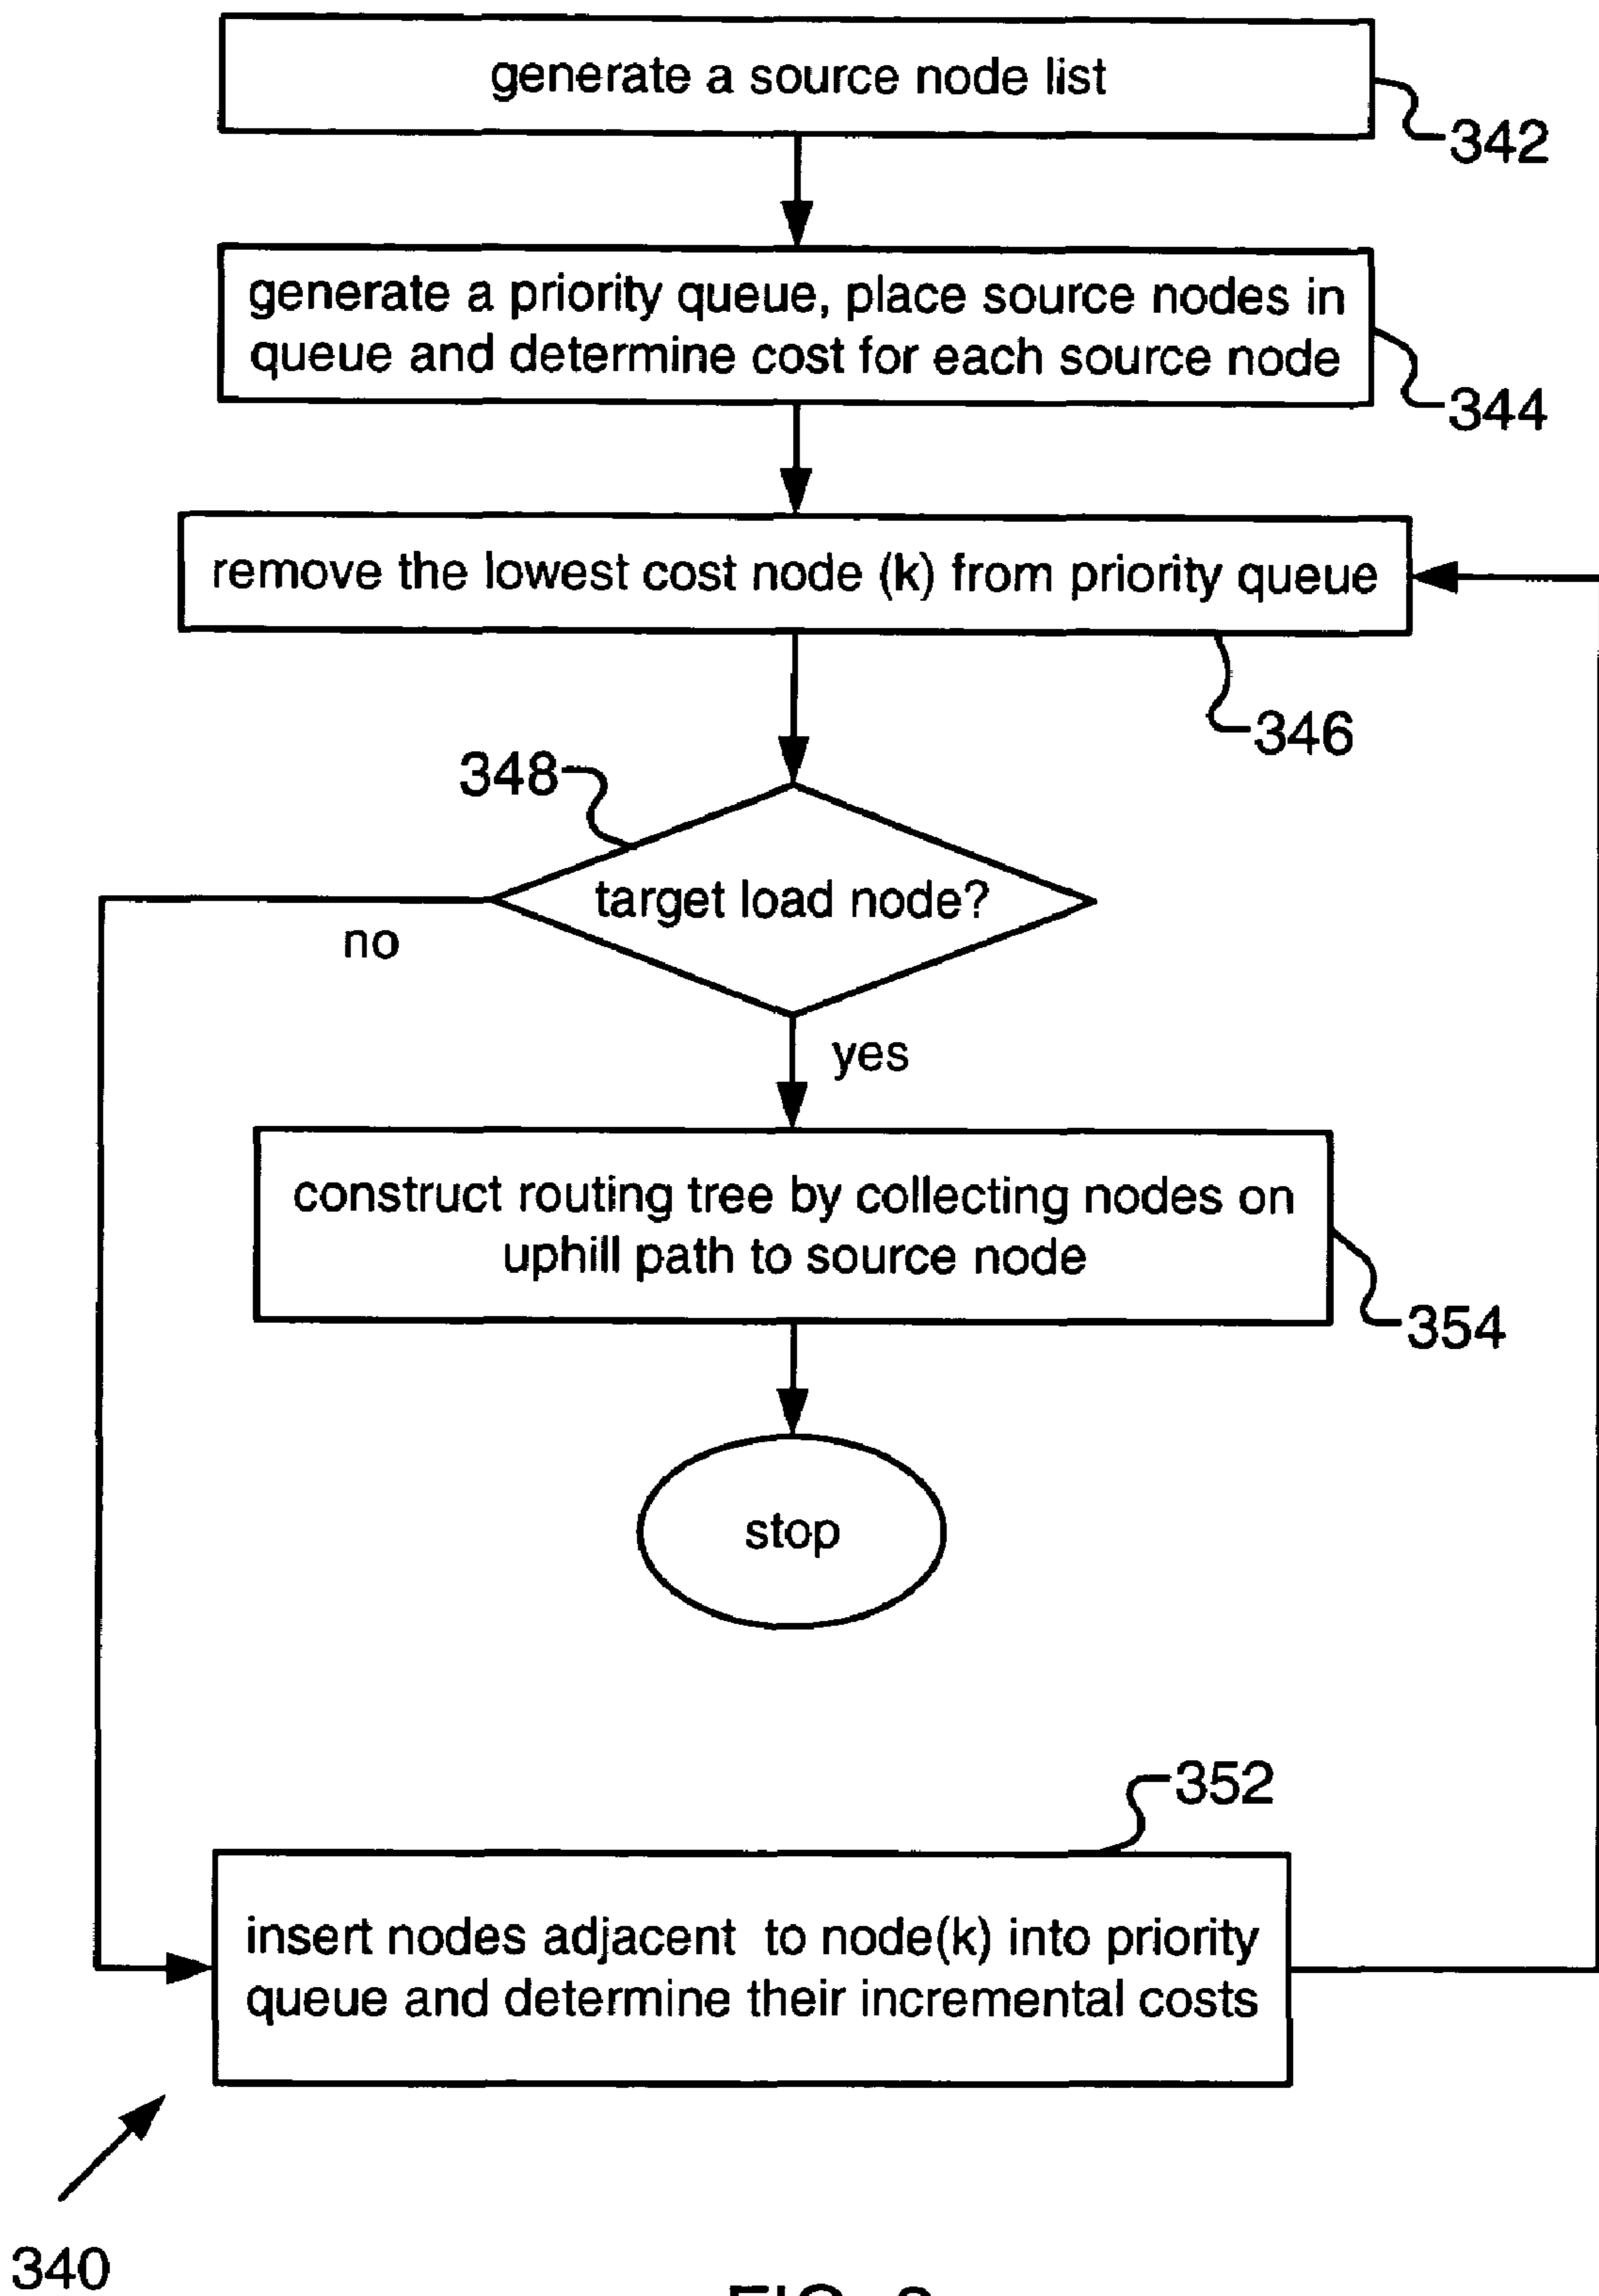 generate a source node list
342
generate a priority queue, place source nodes in
queue and determine cost for each source node
344
remove the lowest cost node (k) from priority queue
346
348
target load node?
no
yes
construct routing tree by collecting nodes on
uphill path to source node
354
stop
352
insert nodes adjacent to node(k) into priority
queue and determine their incremental costs
340